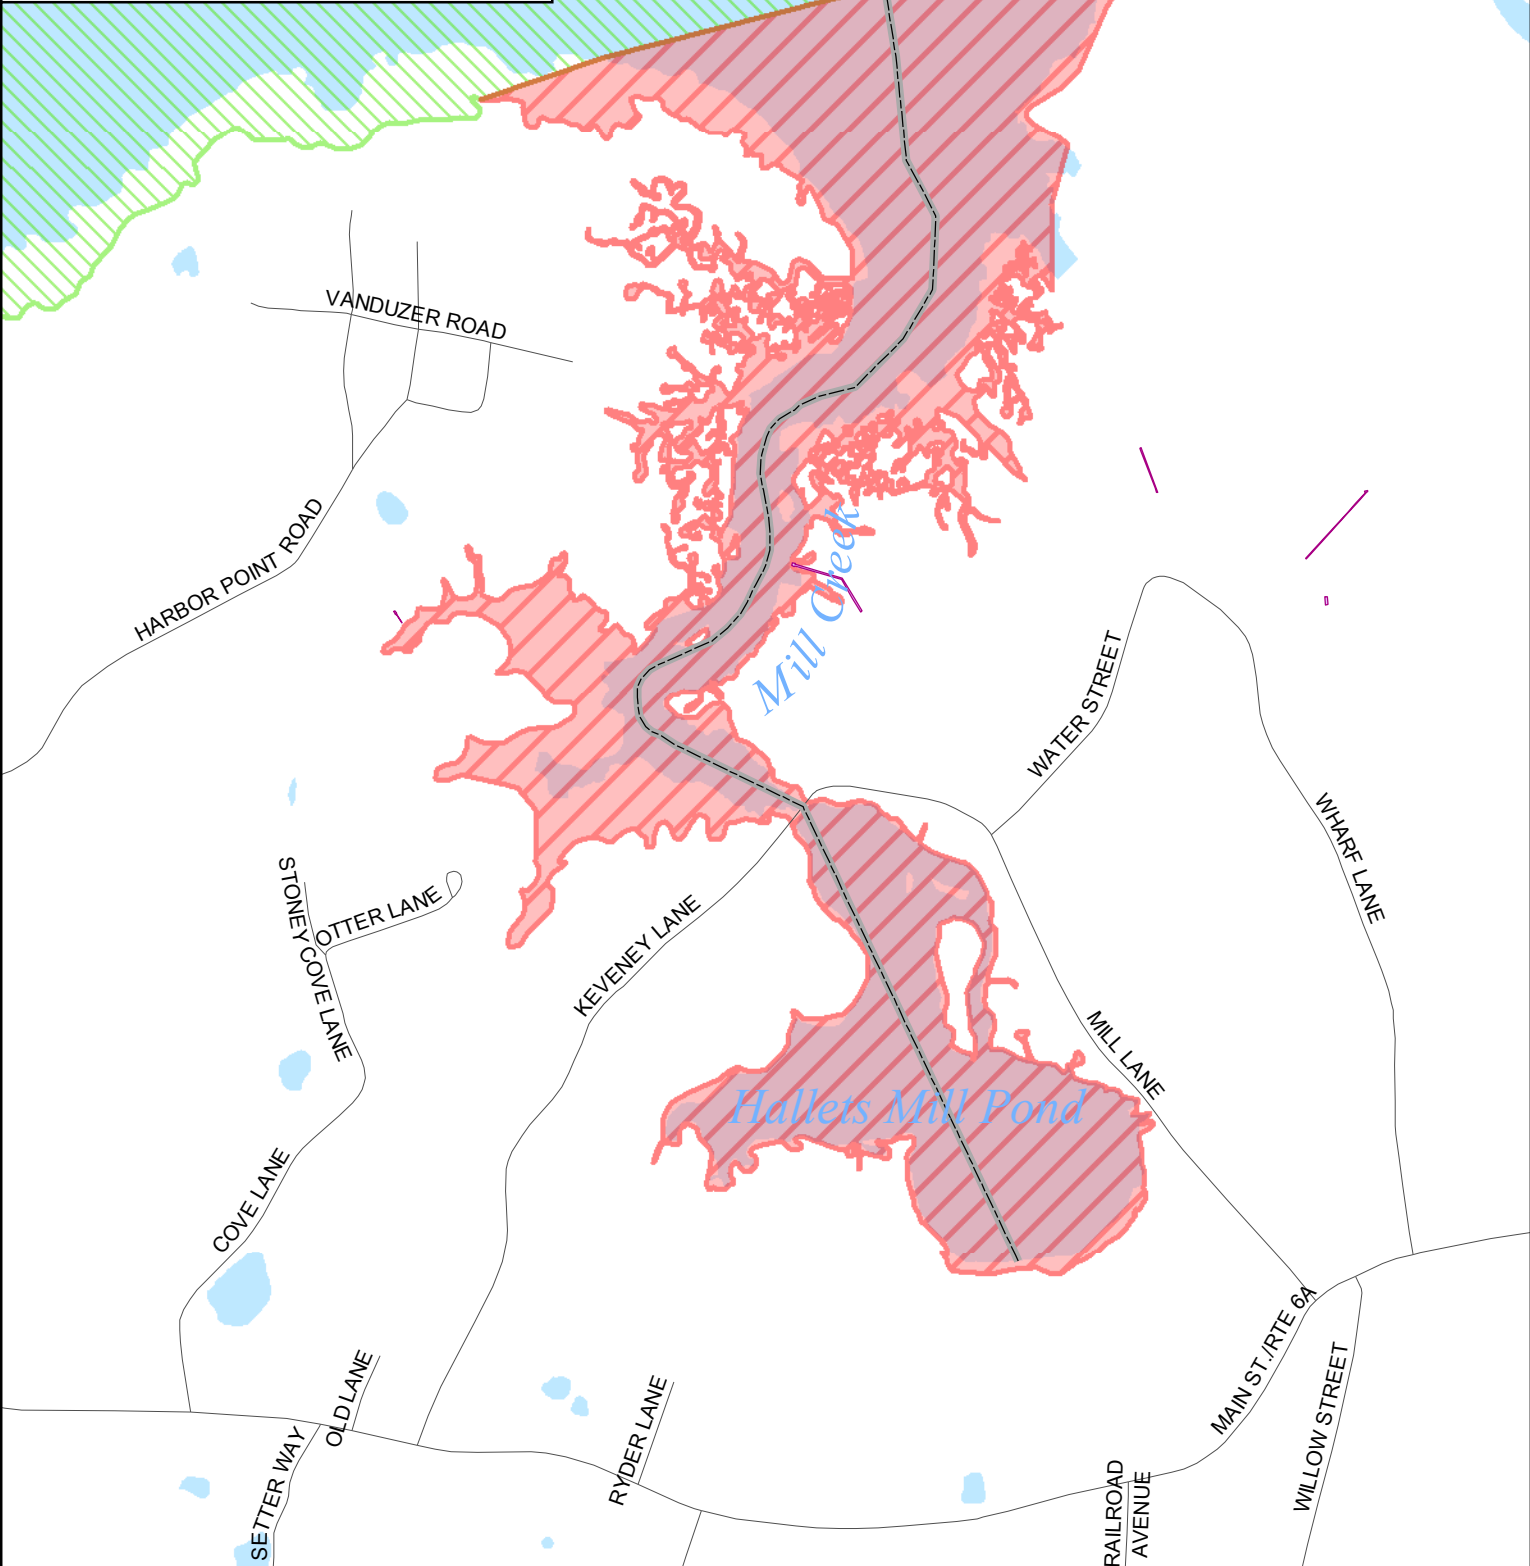 VANDUZER ROAD
HARBOR POINT ROAD
Mill Creek
WATER STREET
WHARF LANE
STONEY COVE LANE
OTTER LANE
KEVENEY LANE
MILL LANE
Hallets Mill Pond
COVE LANE
MAIN ST./RTE 6A
OLD LANE
WILLOW STREET
RYDER LANE
SETTER WAY
RAILROAD
AVENUE